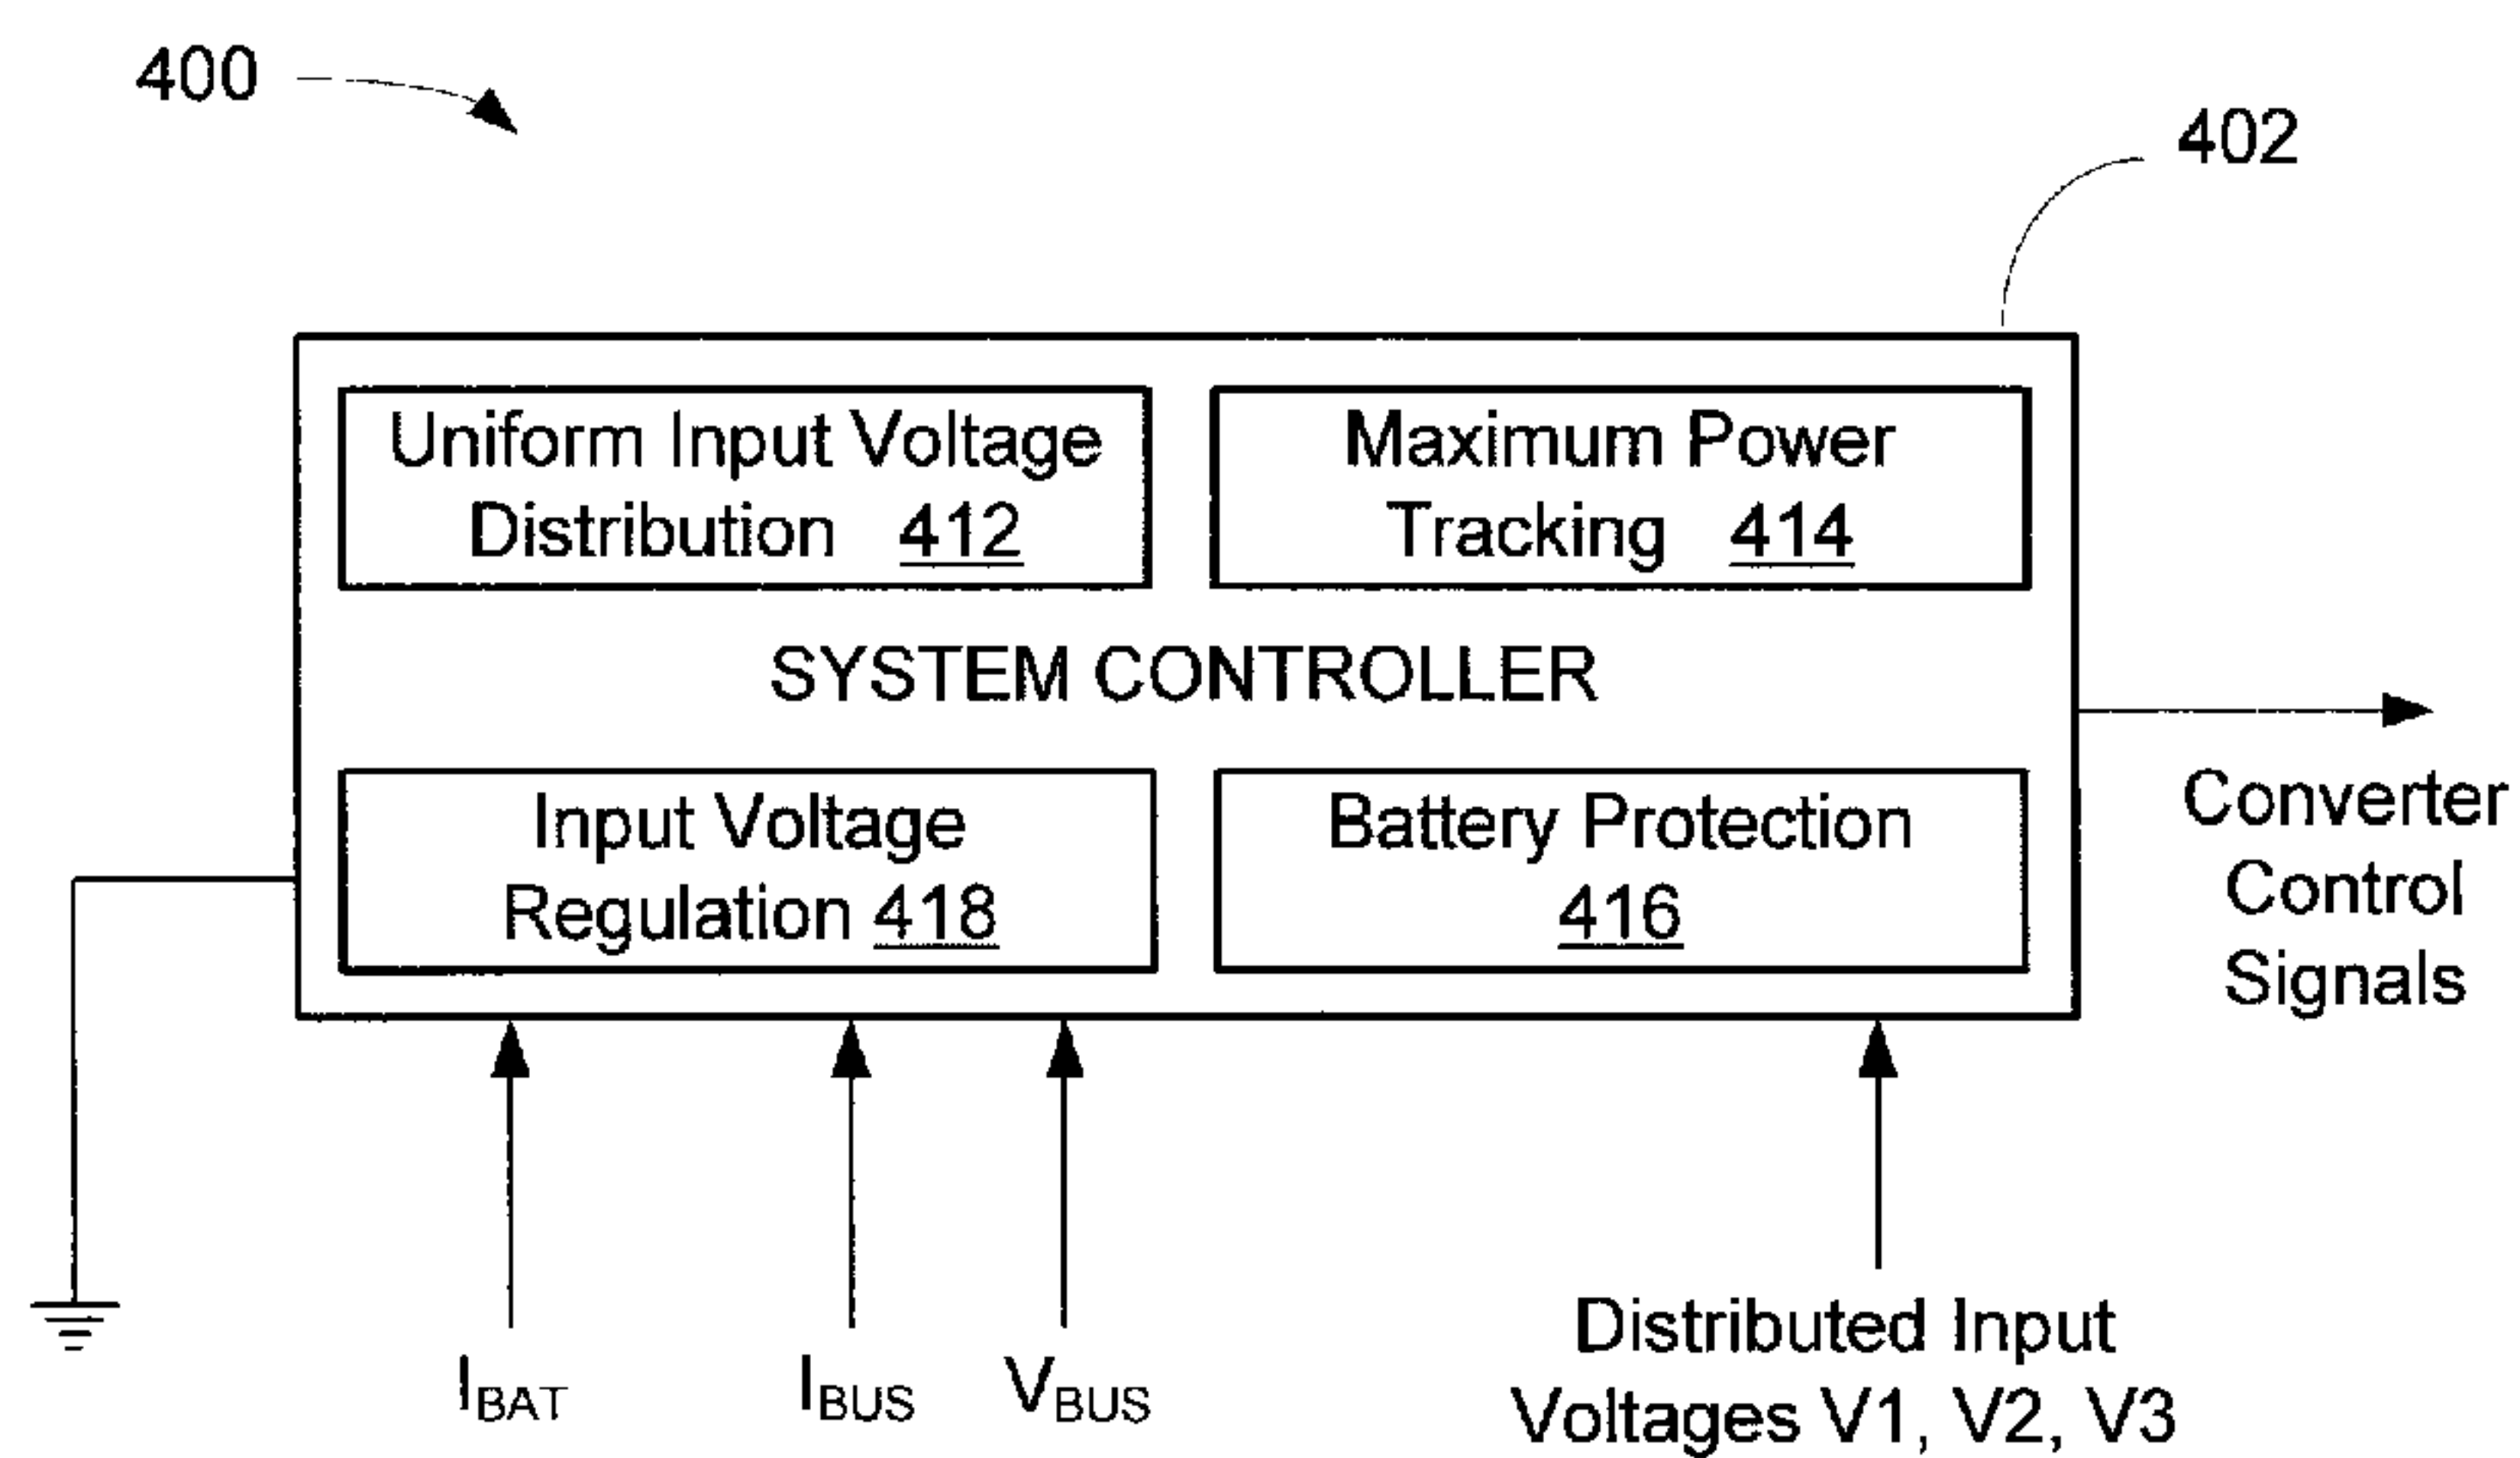 400
402
Uniform Input Voltage
Distribution 412
Maximum Power
Tracking 414
SYSTEM CONTROLLER
Input Voltage
Regulation 418
Battery Protection
416
Converter
Control
Signals
IBAT
IBUS
VBUS
Distributed Input
Voltages V1, V2, V3